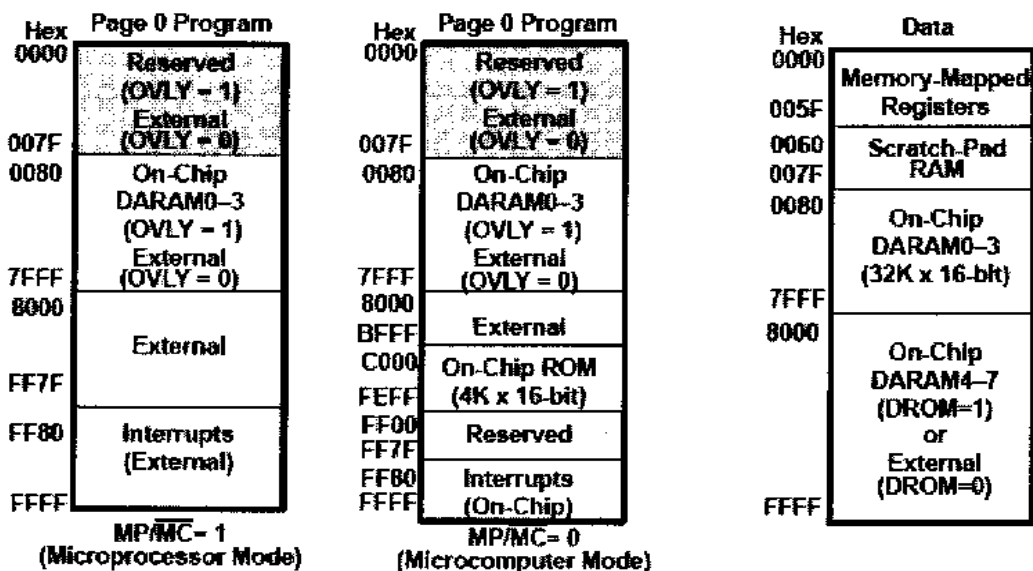 Hex
Page 0 Program
0000
Reserved
(OVLY = 1)
External
(OVLY = 0)
007F
0080
On-Chip
DARAM0–3
(OVLY = 1)
External
(OVLY = 0)
7FFF
8000
External
FF7F
FF80
Interrupts
(External)
FFFF
MP/MC= 1
(Microprocessor Mode)
Hex
Page 0 Program
0000
Reserved
(OVLY = 1)
External
(OVLY = 0)
007F
0080
On-Chip
DARAM0–3
(OVLY = 1)
External
(OVLY = 0)
7FFF
8000
External
BFFF
C000
On-Chip ROM
(4K x 16-bit)
FEFF
FF00
Reserved
FF7F
FF80
Interrupts
(On-Chip)
FFFF
MP/MC= 0
(Microcomputer Mode)
Hex
Data
0000
Memory-Mapped
Registers
005F
0060
Scratch-Pad
RAM
007F
0080
On-Chip
DARAM0–3
(32K x 16-bit)
7FFF
8000
On-Chip
DARAM4–7
(DROM=1)
or
External
(DROM=0)
FFFF